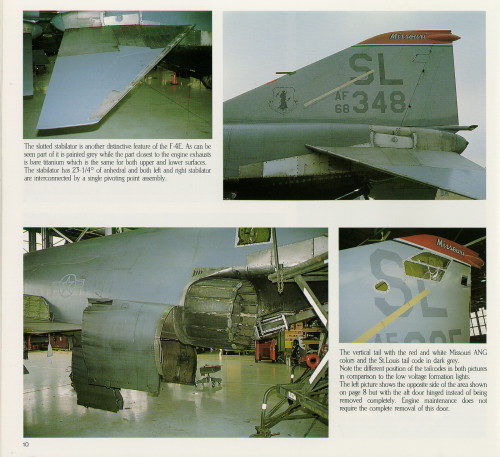 Missouri
SL
AF 68 348
The slotted stabilator is another distinctive feature of the F-4E. As can be
seen part of it is painted grey while the part closest to the engine exhausts
is bare titanium which is the same for both upper and lower surfaces.
The stabilator has 23-1/4° of anhedral and both left and right stabilator
are interconnected by a single pivoting point assembly.
Missouri
SL
The vertical tail with the red and white Missouri ANG
colors and the St.Louis tail code in dark grey.
Note the different position of the tailcodes in both pictures
in comparison to the low voltage formation lights.
The left picture shows the opposite side of the area shown
on page 8 but with the aft door hinged instead of being
removed completely. Engine maintenance does not
require the complete removal of this door.
10